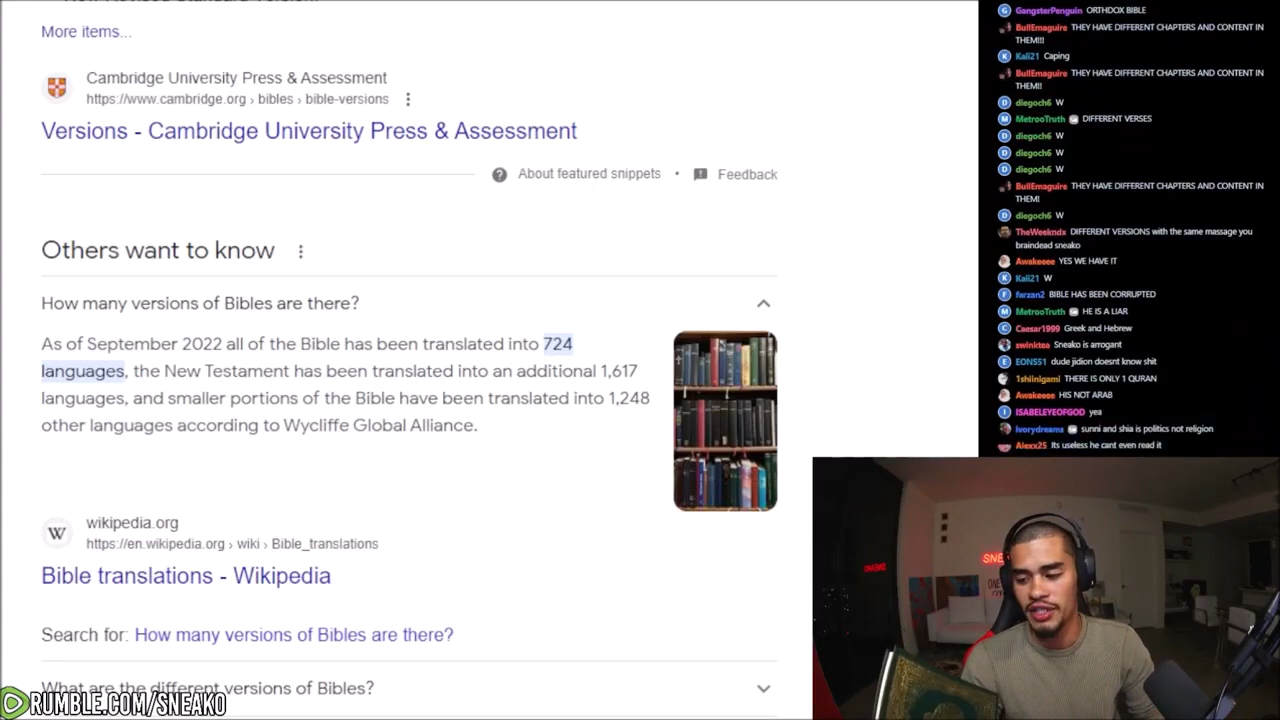 More items...
Cambridge University Press & Assessment
https://www.cambridge.org › bibles › bible-versions
Versions - Cambridge University Press & Assessment
About featured snippets • Feedback
Others want to know
How many versions of Bibles are there?
As of September 2022 all of the Bible has been translated into 724
languages, the New Testament has been translated into an additional 1,617
languages, and smaller portions of the Bible have been translated into 1,248
other languages according to Wycliffe Global Alliance.
wikipedia.org
https://en.wikipedia.org › wiki › Bible_translations
Bible translations - Wikipedia
Search for: How many versions of Bibles are there?
What are the different versions of Bibles?
RUMBLE.COM/SNEAKO
GangsterPenguin ORTHDOX BIBLE
BullEmaguire THEY HAVE DIFFERENT CHAPTERS AND CONTENT IN
THEM!!!
Kali21 Caping
BullEmaguire THEY HAVE DIFFERENT CHAPTERS AND CONTENT IN
THEM!!
diegoch6 W
MetrooTruth DIFFERENT VERSES
diegoch6 W
diegoch6 W
diegoch6 W
BullEmaguire THEY HAVE DIFFERENT CHAPTERS AND CONTENT IN
THEM!
diegoch6 W
TheWeekndx DIFFERENT VERSIONS with the same massage you
braindead sneako
Awakeeee YES WE HAVE IT
Kali21 W
farzan2 BIBLE HAS BEEN CORRUPTED
MetrooTruth HE IS A LIAR
Caesar1999 Greek and Hebrew
swinktea Sneako is arrogant
EONS51 dude jidion doesnt know shit
1shiinigami THERE IS ONLY 1 QURAN
Awakeeee HIS NOT ARAB
ISABELEYEOFGOD yea
Ivorydreams sunni and shia is politics not religion
Alexx25 Its useless he cant even read it
SNE